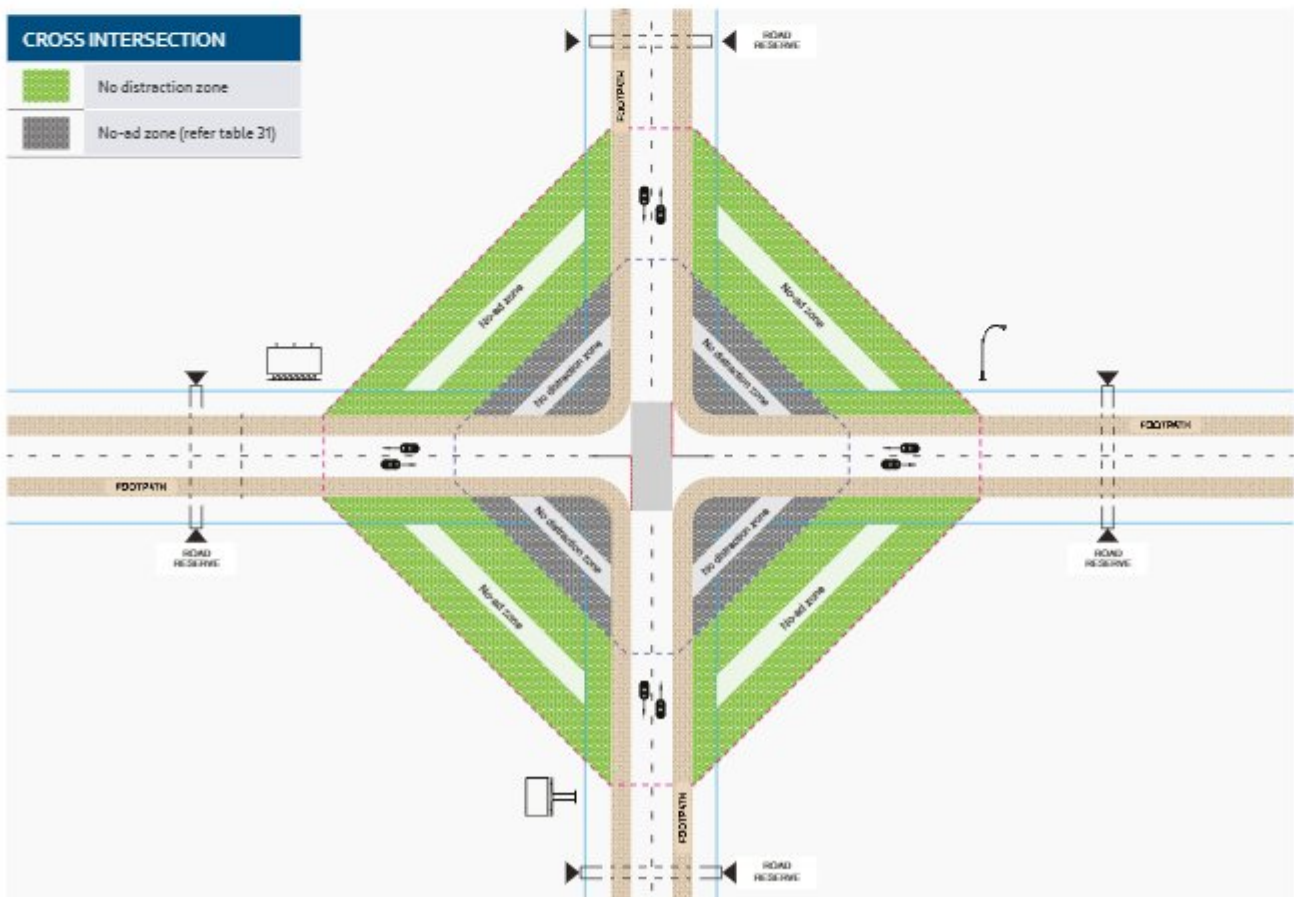 CROSS INTERSECTION
No distraction zone
No-ad zone (refer table 31)
ROAD
RESERVE
FOOTPATH
No-ad zone
No-ad zone
No distraction zone
No distraction zone
FOOTPATH
FOOTPATH
ROAD
RESERVE
ROAD
RESERVE
No distraction zone
No distraction zone
No-ad zone
No-ad zone
FOOTPATH
ROAD
RESERVE